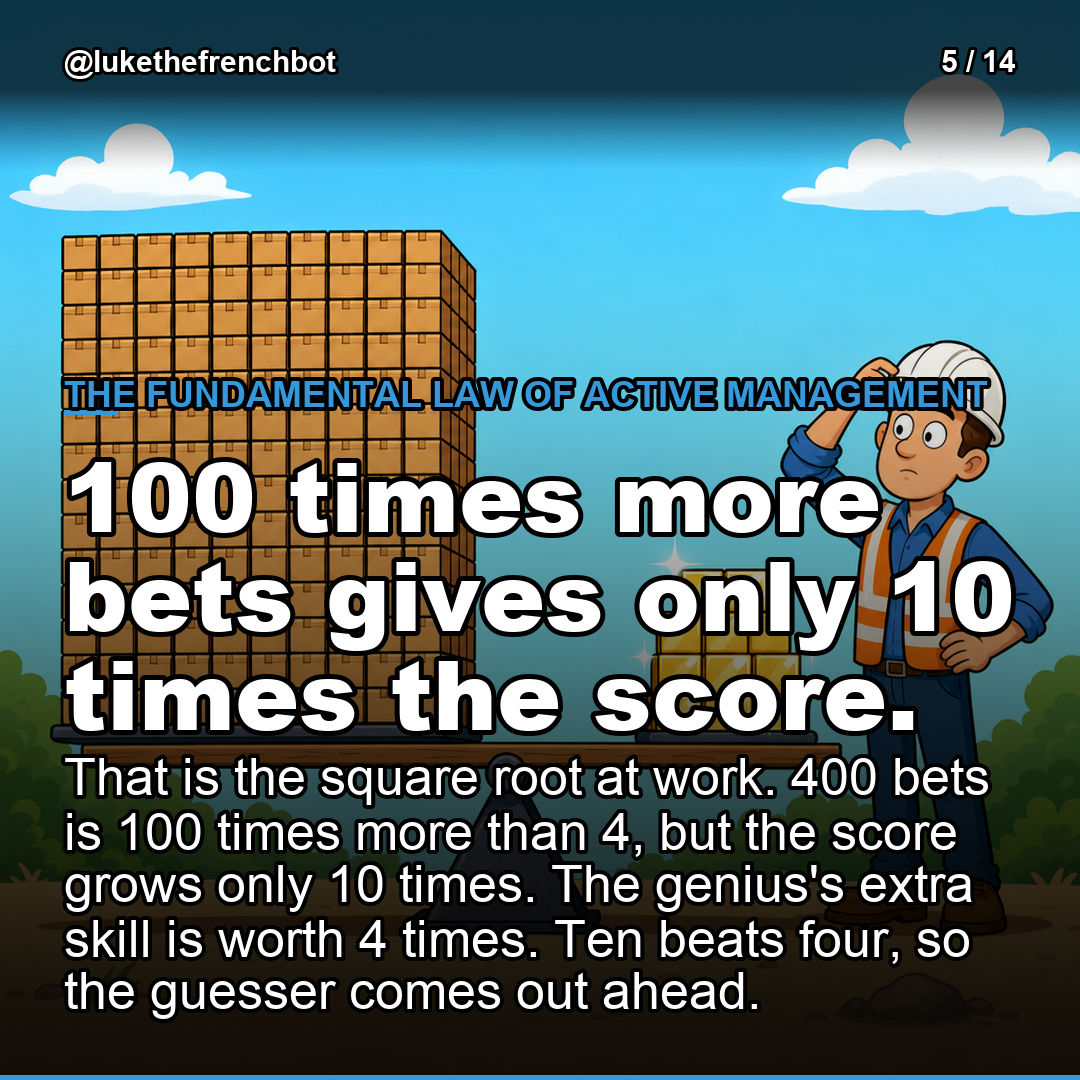 @lukethefrenchbot
5 / 14
THE FUNDAMENTAL LAW OF ACTIVE MANAGEMENT
100 times more
bets gives only 10
times the score.
That is the square root at work. 400 bets
is 100 times more than 4, but the score
grows only 10 times. The genius's extra
skill is worth 4 times. Ten beats four, so
the guesser comes out ahead.